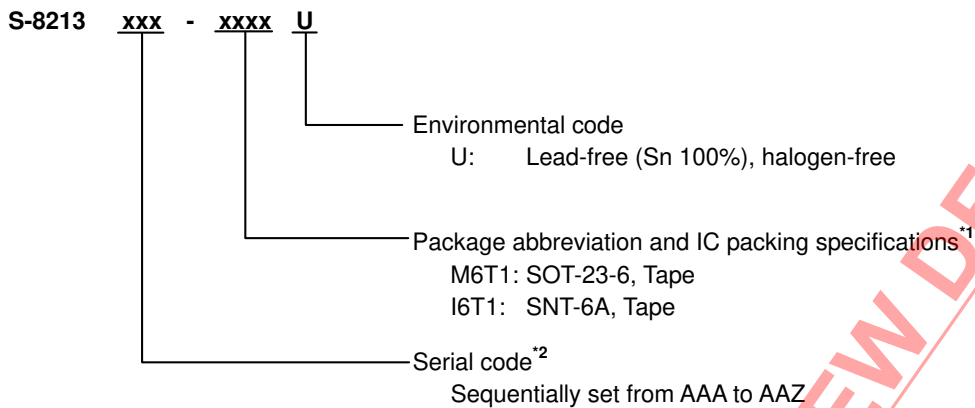 S-8213 xxx - xxxx U
Environmental code
U: Lead-free (Sn 100%), halogen-free
Package abbreviation and IC packing specifications*1
M6T1: SOT-23-6, Tape
I6T1: SNT-6A, Tape
Serial code*2
Sequentially set from AAA to AAZ
EW D